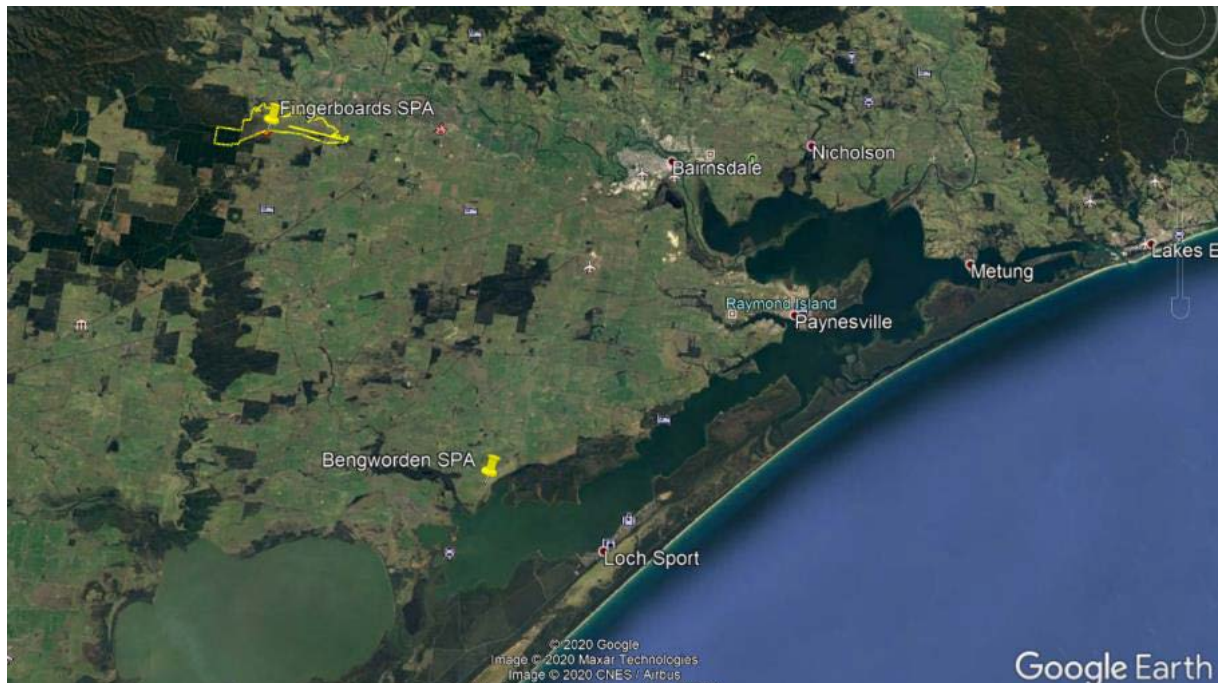 Fingerboards SPA
Bairnsdale
Nicholson
Lakes E
Metung
Raymond Island
Paynesville
Bengworden SPA
Loch Sport
© 2020 Google
Image © 2020 Maxar Technologies
Image © 2020 CNES / Airbus
Google Earth